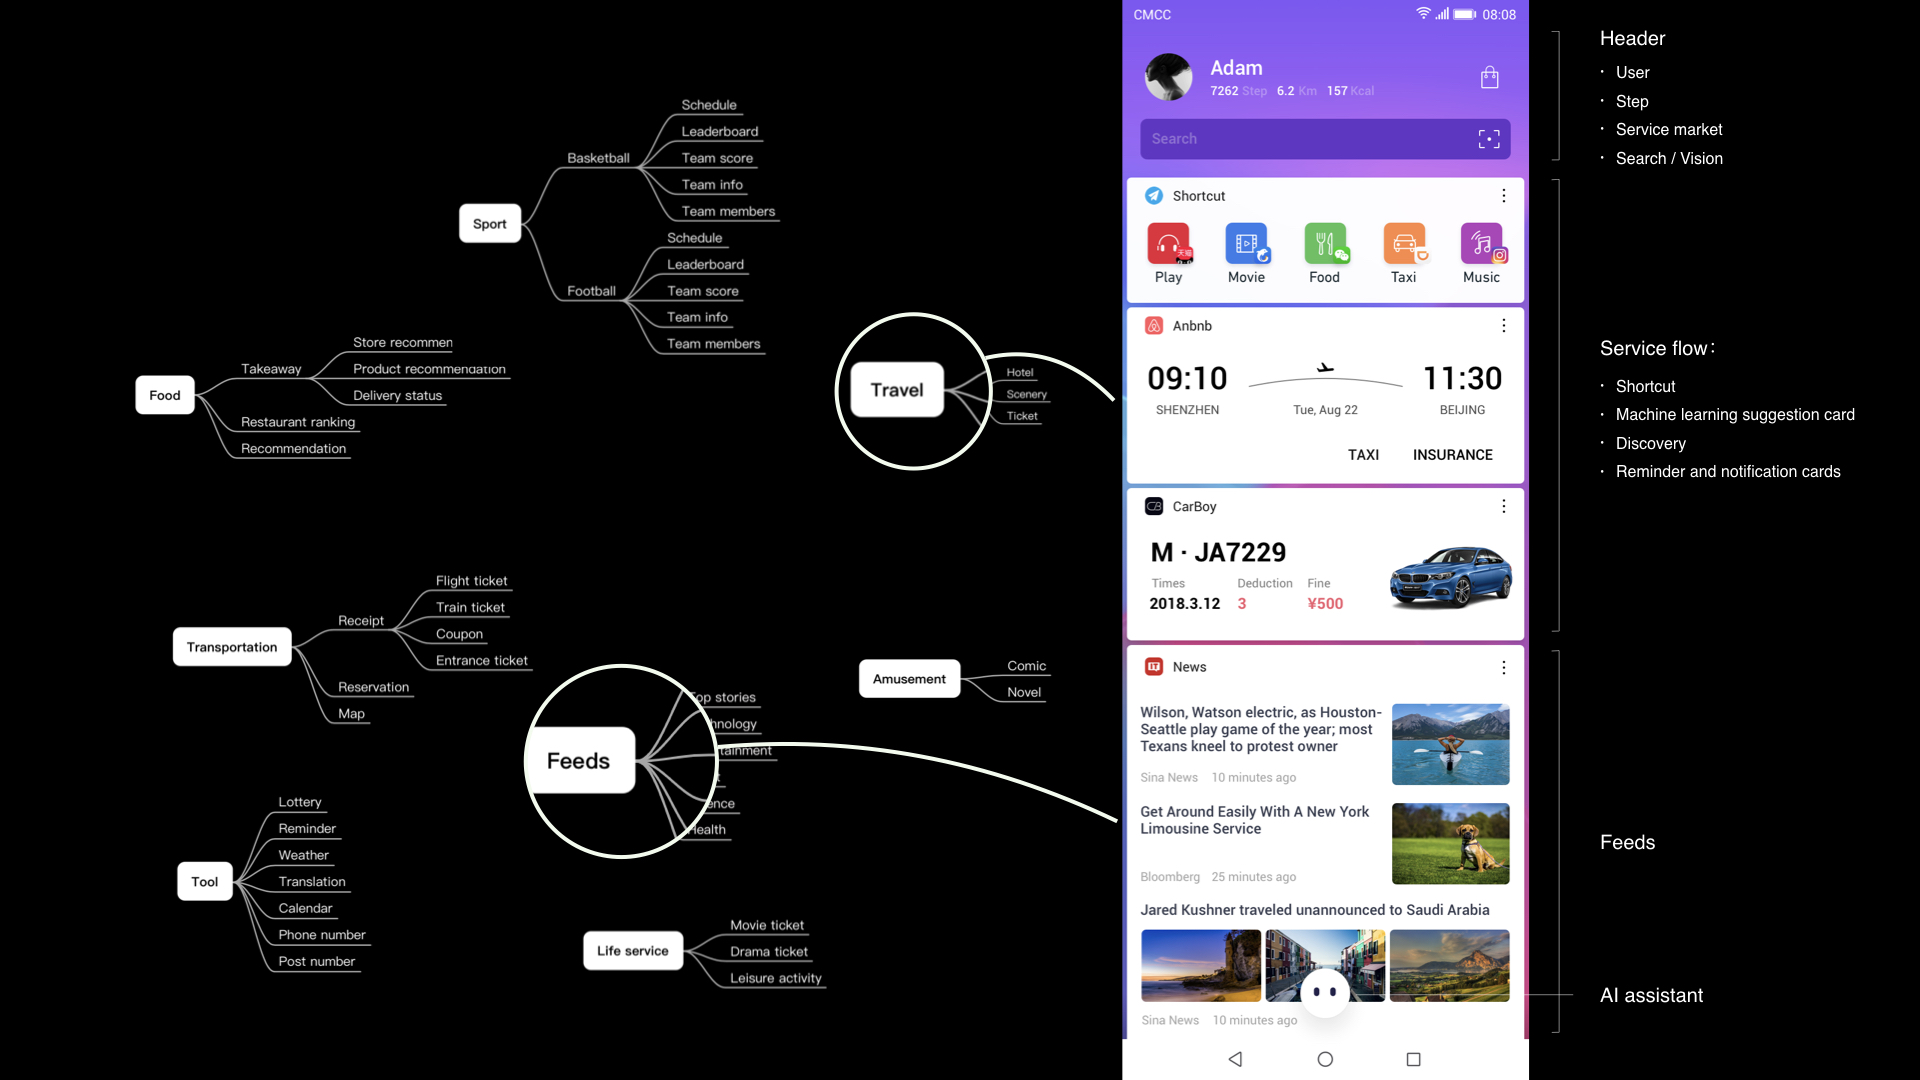 Schedule
Leaderboard
Basketball
Team score
Team info
Team members
Sport
Schedule
Leaderboard
Football
Team score
Team info
Team members
Store recommen
Takeaway
Product recommendation
Delivery status
Food
Restaurant ranking
Recommendation
Travel
Hotel
Scenery
Ticket
Flight ticket
Train ticket
Receipt
Coupon
Entrance ticket
Transportation
Reservation
Map
Top stories
hnology
tainment
Feeds
ence
Health
Amusement
Comic
Novel
Lottery
Reminder
Weather
Tool
Translation
Calendar
Phone number
Post number
Movie ticket
Life service
Drama ticket
Leisure activity
CMCC 08:08
Adam
7262 Step 6.2 Km 157 Kcal
Search
Shortcut
天猫
Play Movie Food Taxi Music
Anbnb
09:10 11:30
SHENZHEN Tue, Aug 22 BEIJING
TAXI INSURANCE
CB CarBoy
M · JA7229
Times Deduction Fine
2018.3.12 3 ¥500
IT News
Wilson, Watson electric, as Houston-
Seattle play game of the year; most
Texans kneel to protest owner
Sina News 10 minutes ago
Get Around Easily With A New York
Limousine Service
Bloomberg 25 minutes ago
Jared Kushner traveled unannounced to Saudi Arabia
Sina News 10 minutes ago
Header
· User
· Step
· Service market
· Search / Vision
Service flow：
· Shortcut
· Machine learning suggestion card
· Discovery
· Reminder and notification cards
Feeds
AI assistant